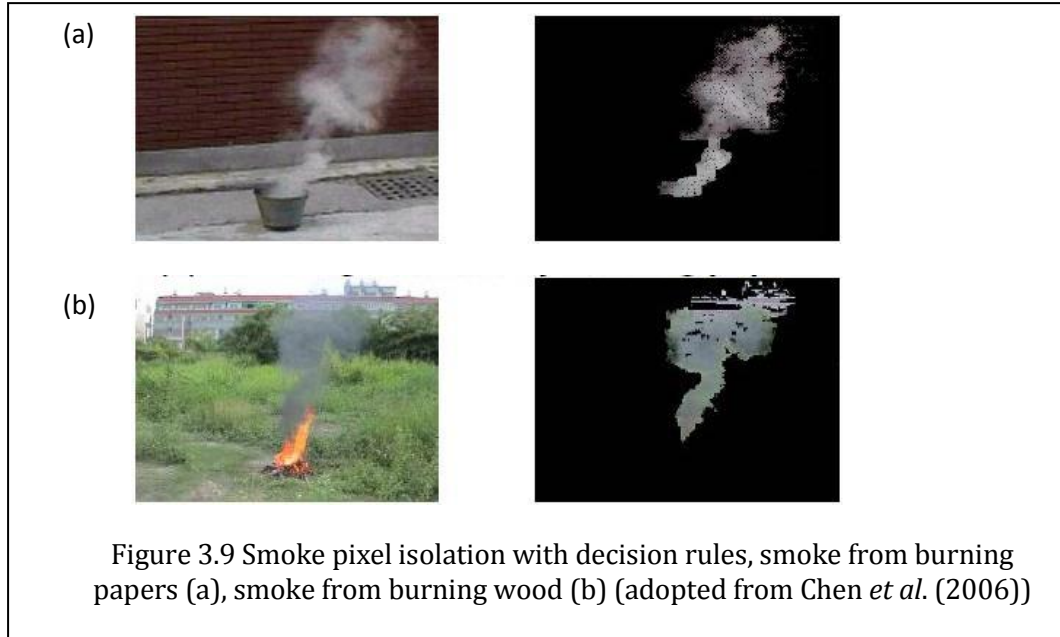 (a)
(b)
Figure 3.9 Smoke pixel isolation with decision rules, smoke from burning
papers (a), smoke from burning wood (b) (adopted from Chen et al. (2006))